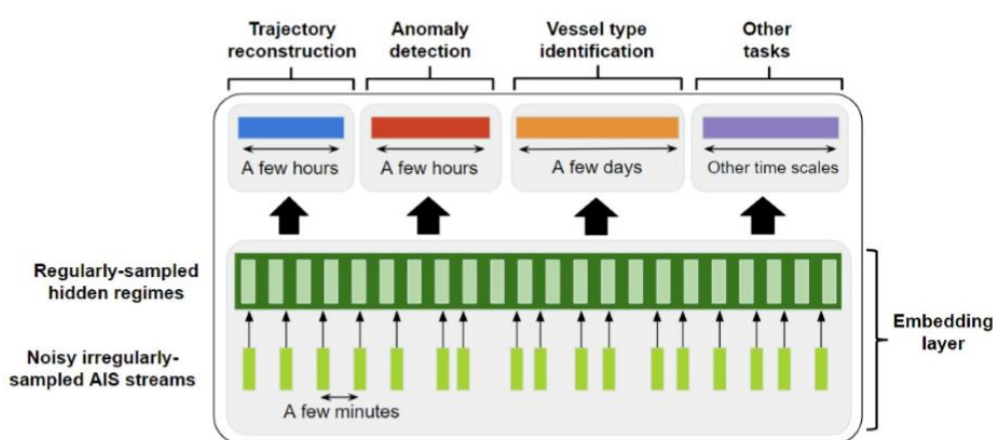 Trajectory
reconstruction
Anomaly
detection
Vessel type
identification
Other
tasks
A few hours
A few hours
A few days
Other time scales
Regularly-sampled
hidden regimes
Embedding
layer
Noisy irregularly-
sampled AIS streams
A few minutes